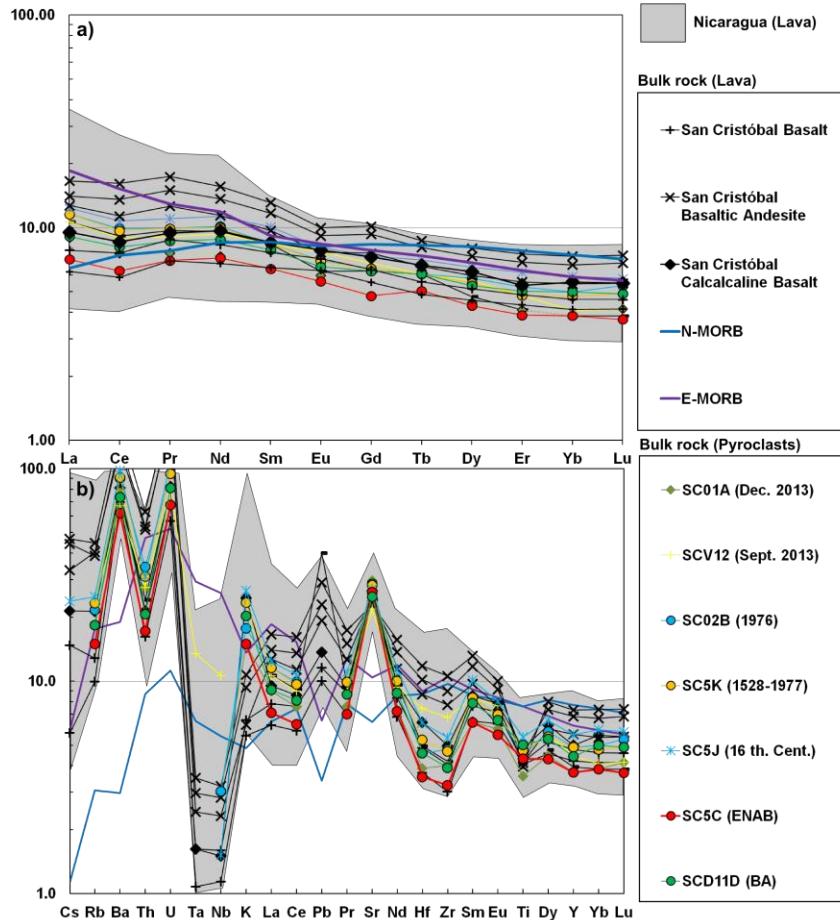 100.00
a)
10.00
1.00
La Ce Pr Nd Sm Eu Gd Tb Dy Er Yb Lu
100.0
b)
10.0
1.0
Cs Rb Ba Th U Ta Nb K La Ce Pb Pr Sr Nd Hf Zr Sm Eu Ti Dy Y Yb Lu
Nicaragua (Lava)
Bulk rock (Lava)
San Cristóbal Basalt
San Cristóbal
Basaltic Andesite
San Cristóbal
Calcalcaline Basalt
N-MORB
E-MORB
Bulk rock (Pyroclasts)
SC01A (Dec. 2013)
SCV12 (Sept. 2013)
SC02B (1976)
SC5K (1528-1977)
SC5J (16 th. Cent.)
SC5C (ENAB)
SCD11D (BA)